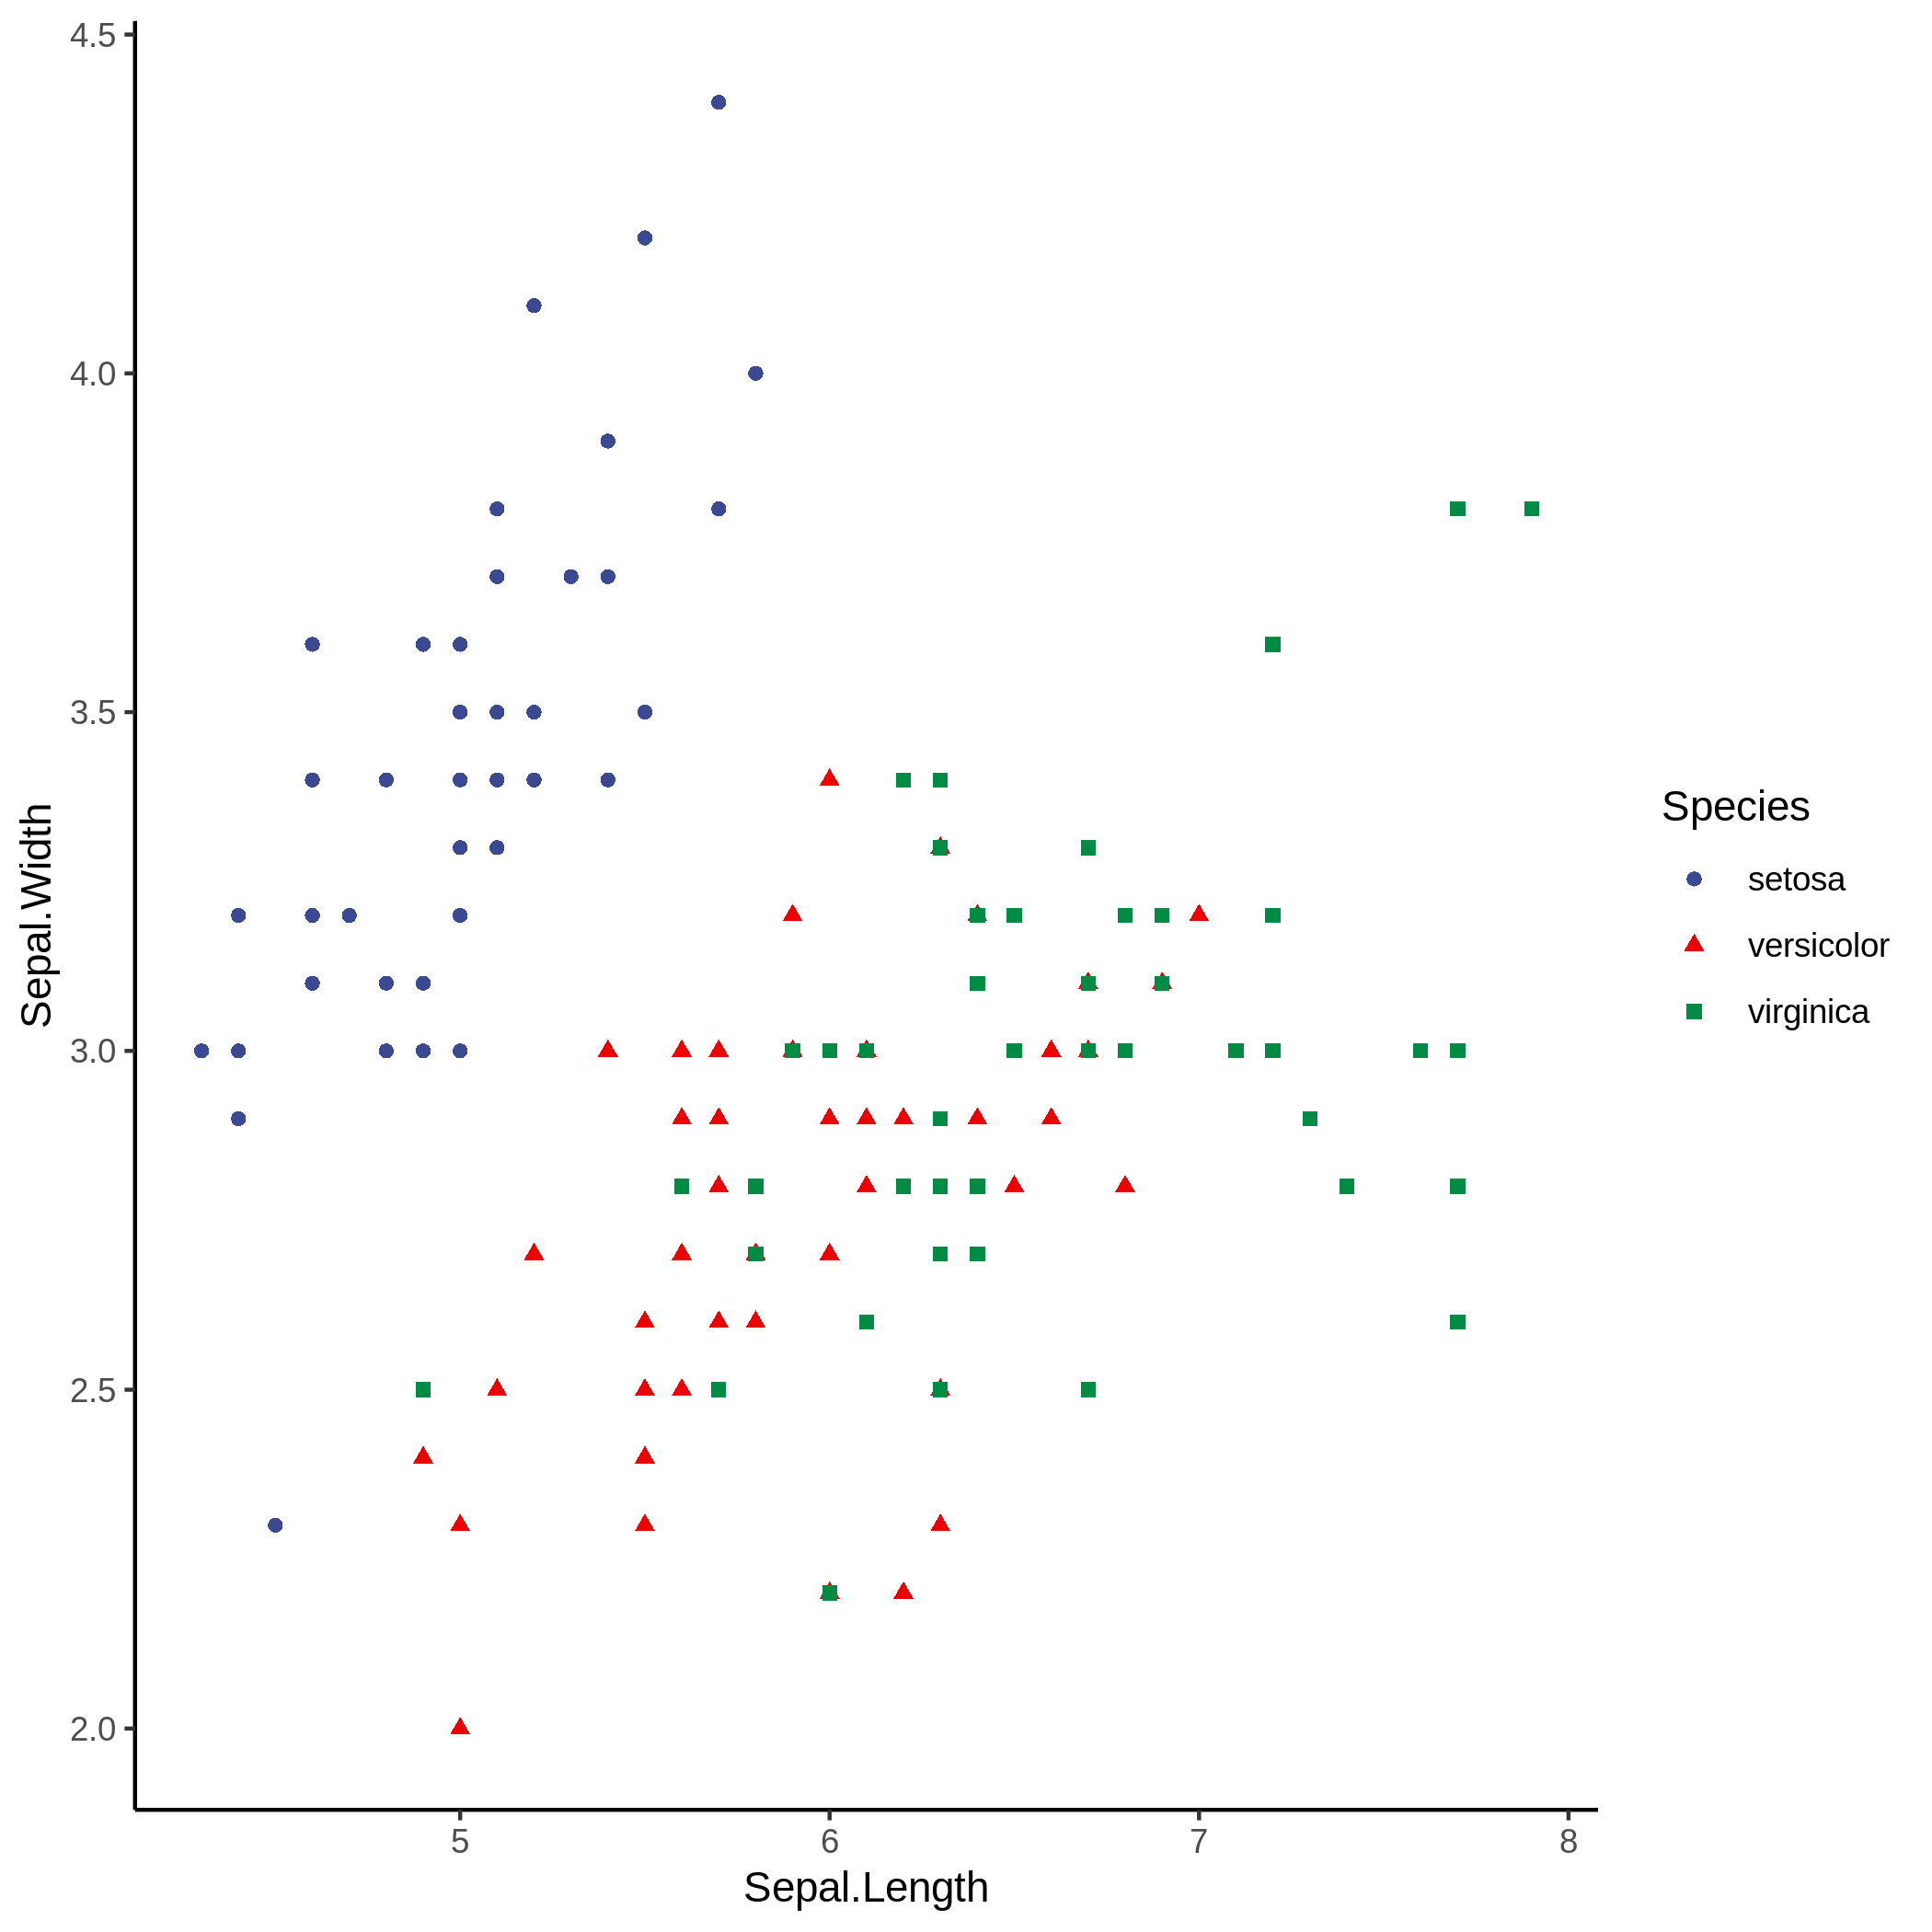 4.5
4.0
3.5
3.0
2.5
2.0
Sepal.Width
5 6 7 8
Sepal.Length
Species
setosa
versicolor
virginica